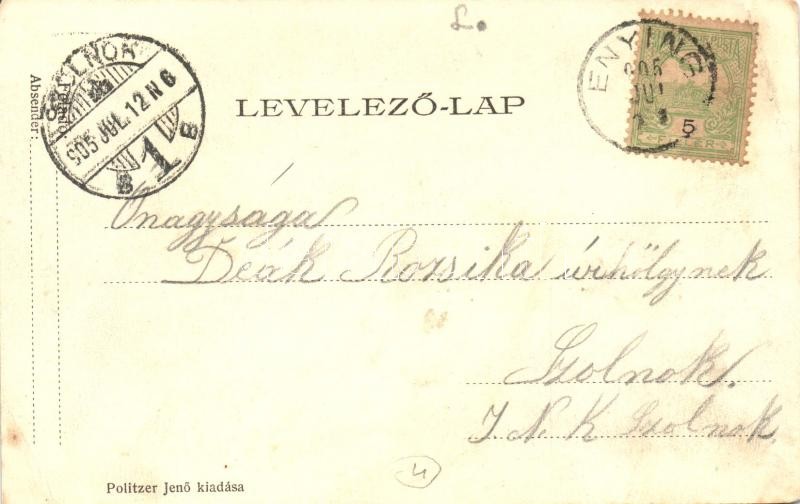 L.
SZOLNOK
905 JUL. 12 N 6
B 1 B
ENYING
905
JUL
5
FILLÉR
Feladó:
Absender:
LEVELEZŐ-LAP
Őnagysága
Deák Rozsika úrhölgynek
Szolnok.
J. N. K Szolnok.
4
Politzer Jenő kiadása